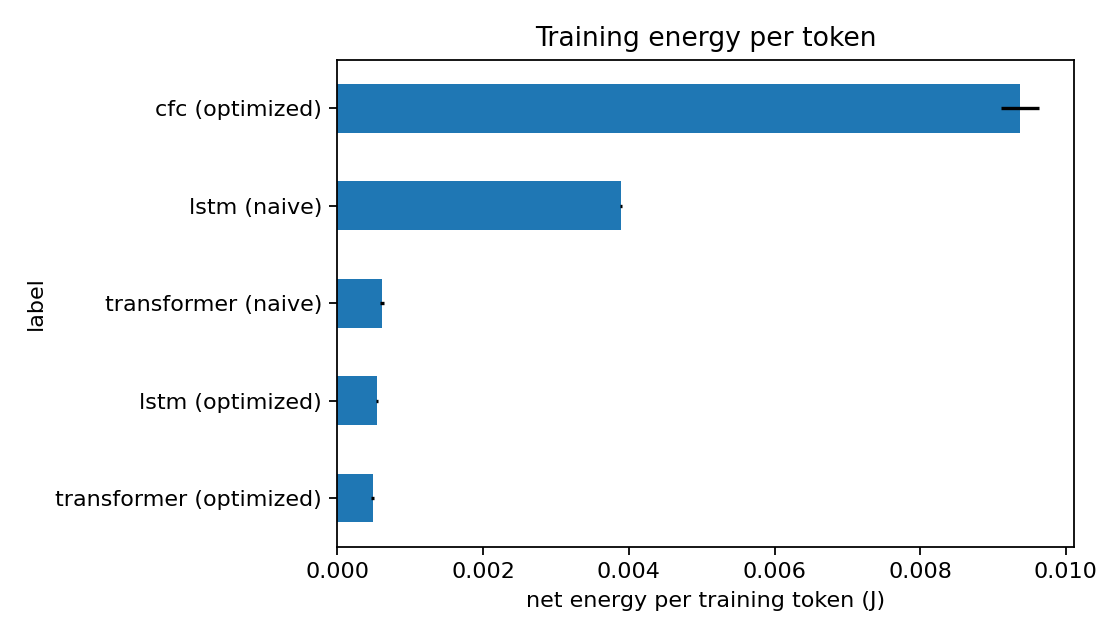 Training energy per token
cfc (optimized)
lstm (naive)
transformer (naive)
lstm (optimized)
transformer (optimized)
label
0.000 0.002 0.004 0.006 0.008 0.010
net energy per training token (J)